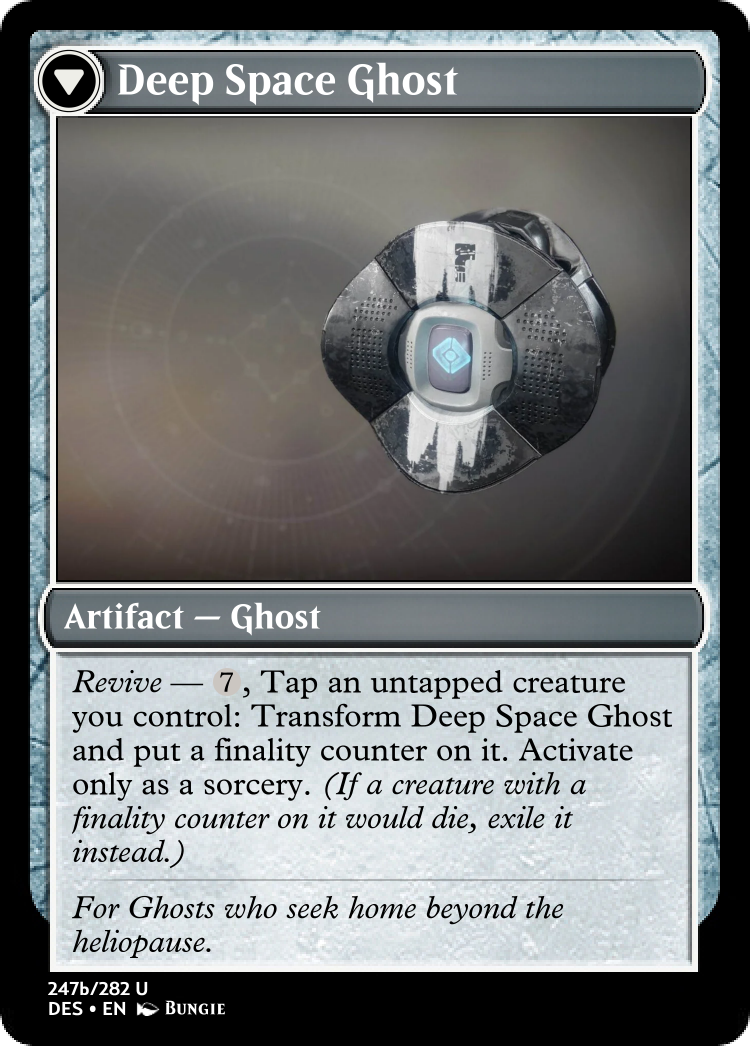 Deep Space Ghost
Artifact — Ghost
Revive — 7, Tap an untapped creature
you control: Transform Deep Space Ghost
and put a finality counter on it. Activate
only as a sorcery. (If a creature with a
finality counter on it would die, exile it
instead.)
For Ghosts who seek home beyond the
heliopause.
247b/282 U
DES • EN Bungie